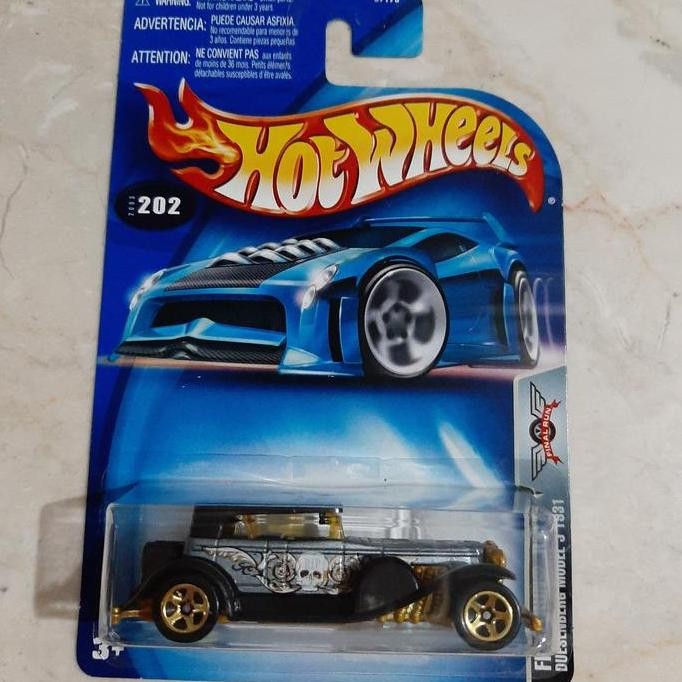 WARNING:
Not for children under 3 years
ADVERTENCIA: PUEDE CAUSAR ASFIXIA
No recomendable para menores de
3 años. Contiene piezas pequeñas
ATTENTION: NE CONVIENT PAS aux enfants
de moins de 36 mois. Petits éléments
détachables susceptibles d'être avalés.
HOT WHEELS
®
2003
202
FINAL RUN
DUESENBERG MODEL J 1931
3+